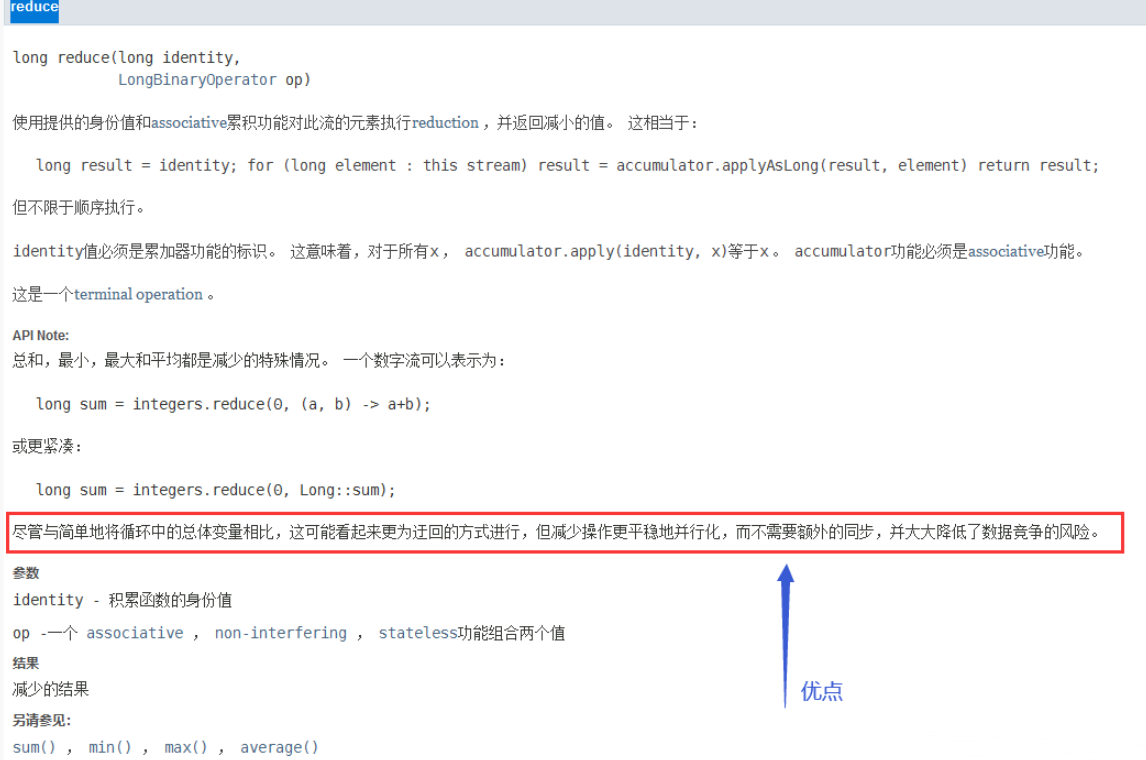 reduce
long reduce(long identity,
LongBinaryOperator op)
使用提供的身份值和associative累积功能对此流的元素执行reduction ，并返回减小的值。 这相当于：
long result = identity; for (long element : this stream) result = accumulator.applyAsLong(result, element) return result;
但不限于顺序执行。
identity值必须是累加器功能的标识。 这意味着，对于所有x， accumulator.apply(identity, x)等于x 。 accumulator功能必须是associative功能。
这是一个terminal operation 。
API Note:
总和，最小，最大和平均都是减少的特殊情况。 一个数字流可以表示为：
long sum = integers.reduce(0, (a, b) -> a+b);
或更紧凑：
long sum = integers.reduce(0, Long::sum);
尽管与简单地将循环中的总体变量相比，这可能看起来更为迂回的方式进行，但减少操作更平稳地并行化，而不需要额外的同步，并大大降低了数据竞争的风险。
参数
identity - 积累函数的身份值
op -一个 associative ， non-interfering ， stateless功能组合两个值
优点
结果
减少的结果
另请参见:
sum() ， min() ， max() ， average()